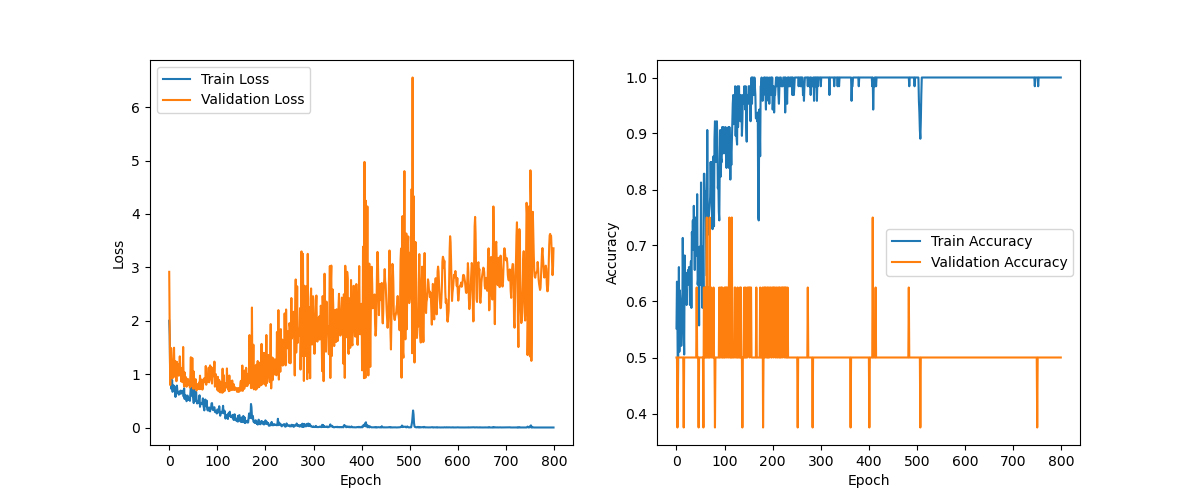 Train Loss
Validation Loss
Loss
6
5
4
3
2
1
0
0 100 200 300 400 500 600 700 800
Epoch
Train Accuracy
Validation Accuracy
Accuracy
1.0
0.9
0.8
0.7
0.6
0.5
0.4
0 100 200 300 400 500 600 700 800
Epoch